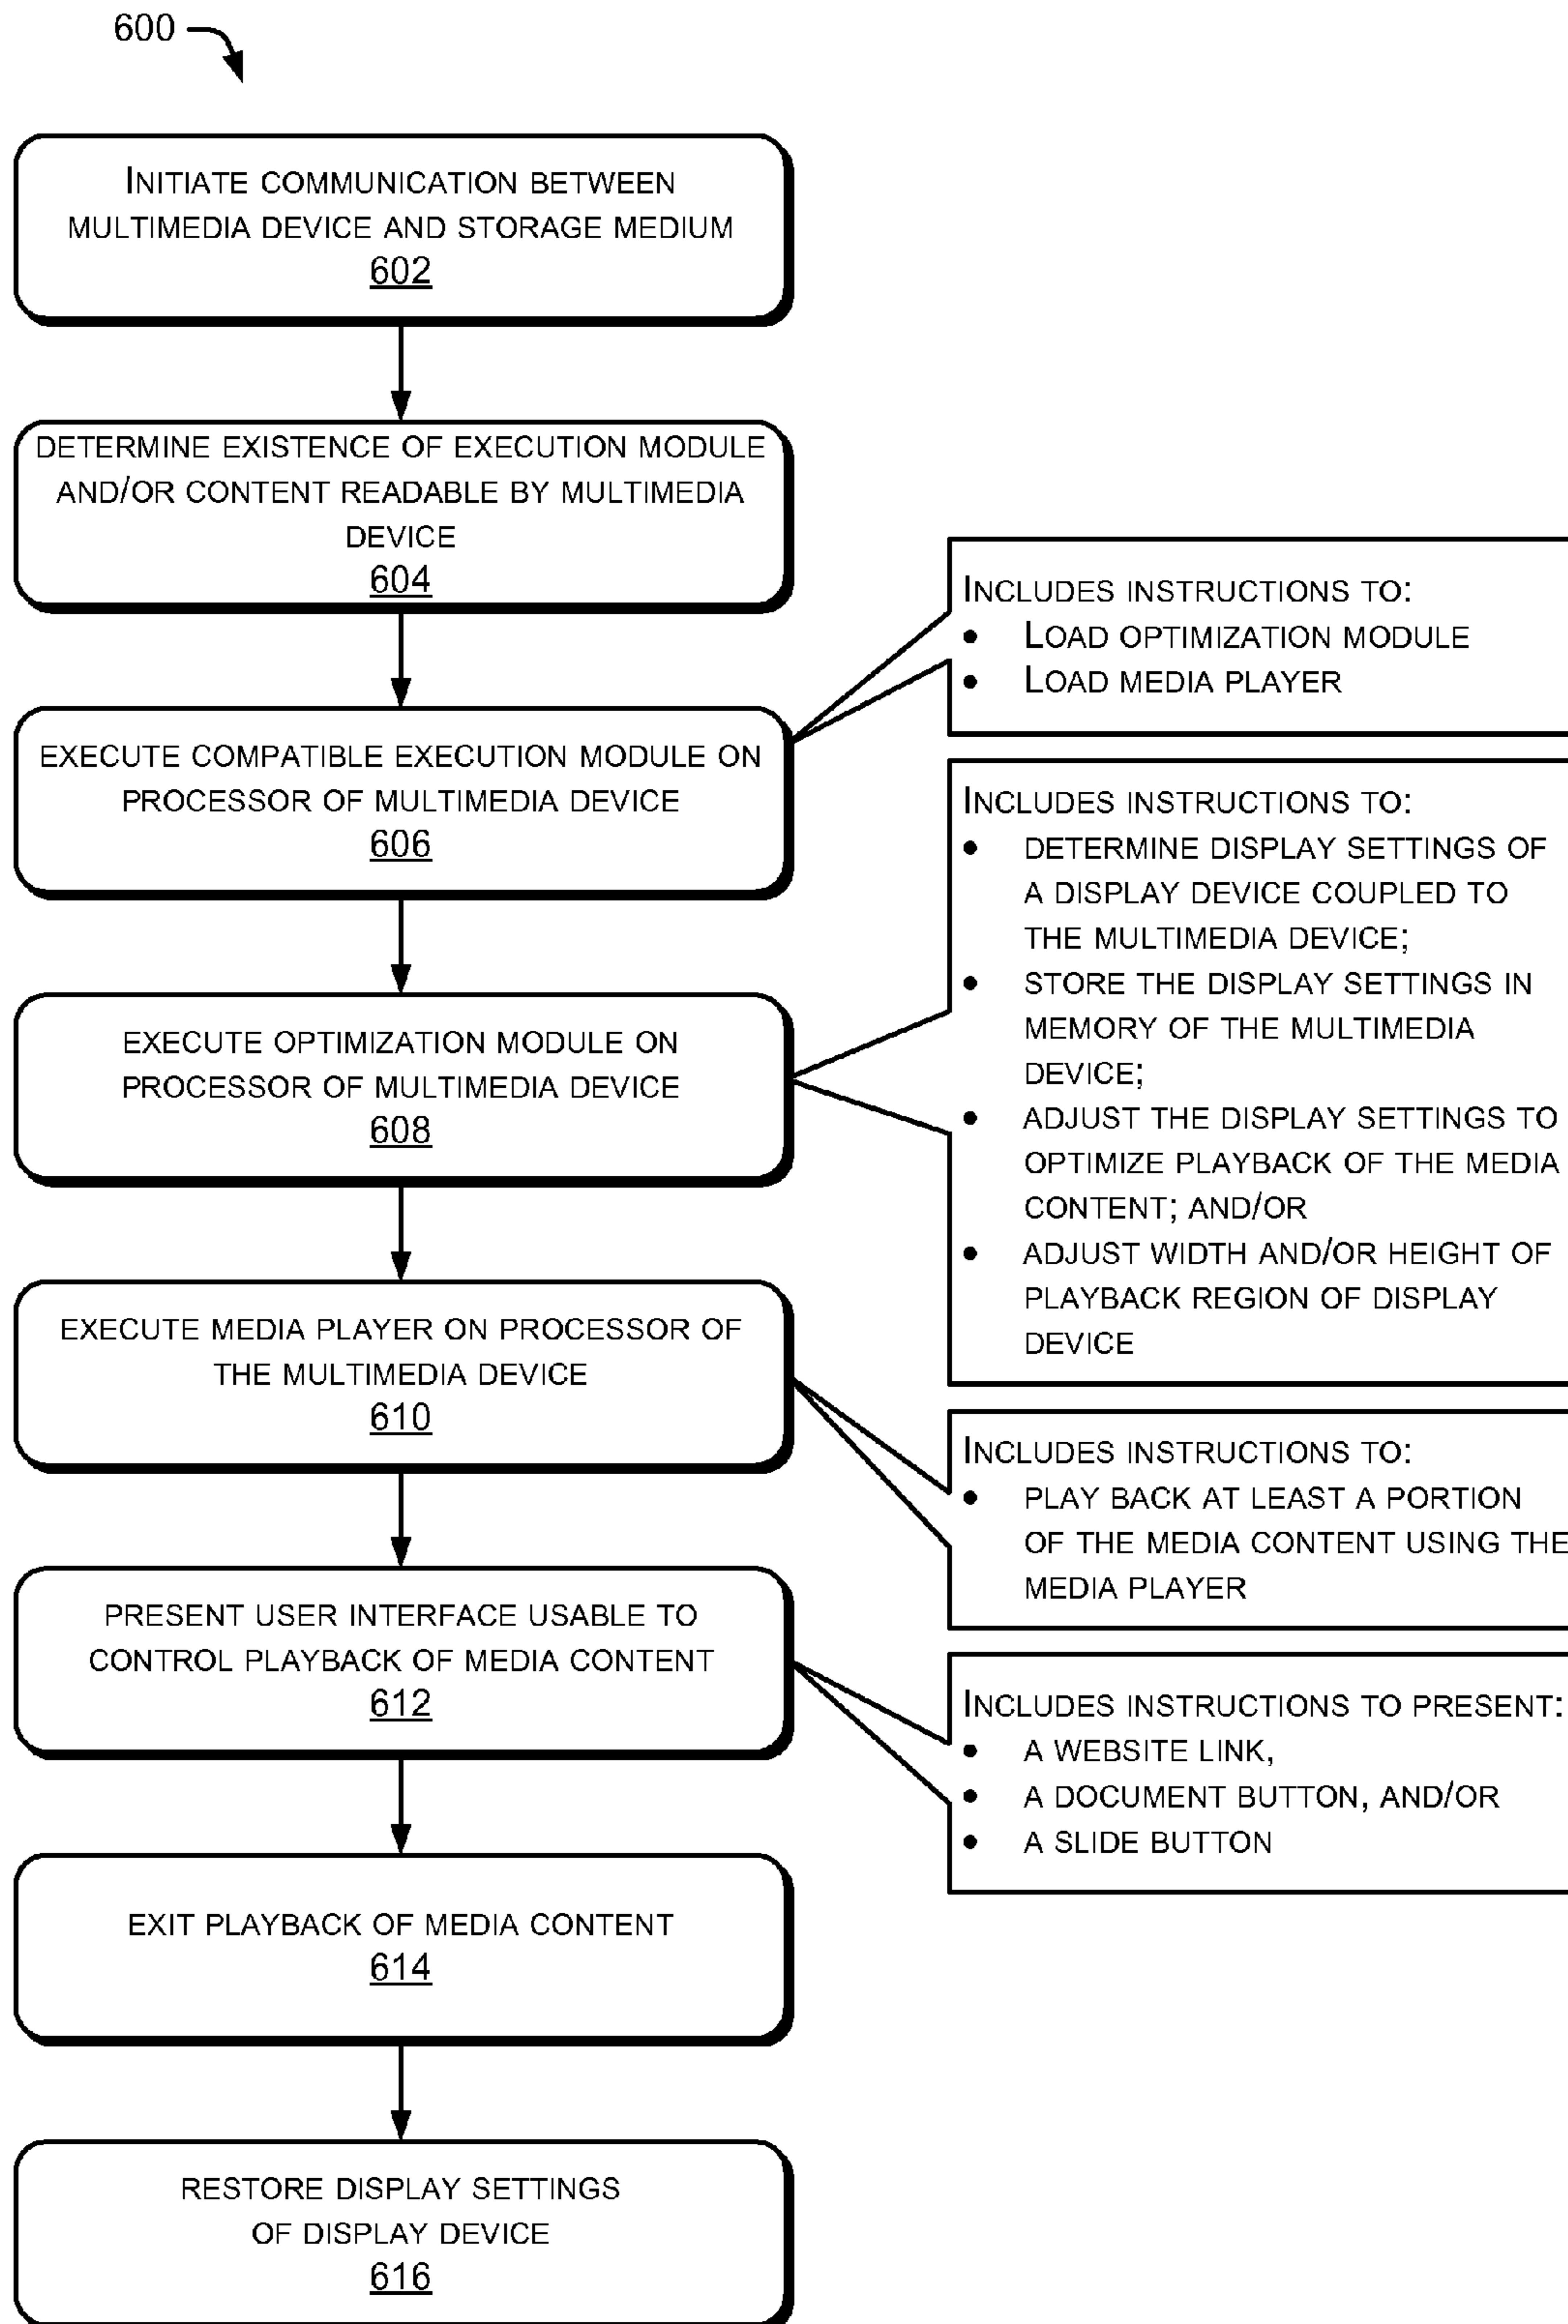 600
INITIATE COMMUNICATION BETWEEN
MULTIMEDIA DEVICE AND STORAGE MEDIUM
602
DETERMINE EXISTENCE OF EXECUTION MODULE
AND/OR CONTENT READABLE BY MULTIMEDIA
DEVICE
604
EXECUTE COMPATIBLE EXECUTION MODULE ON
PROCESSOR OF MULTIMEDIA DEVICE
606
INCLUDES INSTRUCTIONS TO:
• LOAD OPTIMIZATION MODULE
• LOAD MEDIA PLAYER
EXECUTE OPTIMIZATION MODULE ON
PROCESSOR OF MULTIMEDIA DEVICE
608
INCLUDES INSTRUCTIONS TO:
• DETERMINE DISPLAY SETTINGS OF
A DISPLAY DEVICE COUPLED TO
THE MULTIMEDIA DEVICE;
• STORE THE DISPLAY SETTINGS IN
MEMORY OF THE MULTIMEDIA
DEVICE;
• ADJUST THE DISPLAY SETTINGS TO
OPTIMIZE PLAYBACK OF THE MEDIA
CONTENT; AND/OR
• ADJUST WIDTH AND/OR HEIGHT OF
PLAYBACK REGION OF DISPLAY
DEVICE
EXECUTE MEDIA PLAYER ON PROCESSOR OF
THE MULTIMEDIA DEVICE
610
INCLUDES INSTRUCTIONS TO:
• PLAY BACK AT LEAST A PORTION
OF THE MEDIA CONTENT USING THE
MEDIA PLAYER
PRESENT USER INTERFACE USABLE TO
CONTROL PLAYBACK OF MEDIA CONTENT
612
INCLUDES INSTRUCTIONS TO PRESENT:
• A WEBSITE LINK,
• A DOCUMENT BUTTON, AND/OR
• A SLIDE BUTTON
EXIT PLAYBACK OF MEDIA CONTENT
614
RESTORE DISPLAY SETTINGS
OF DISPLAY DEVICE
616